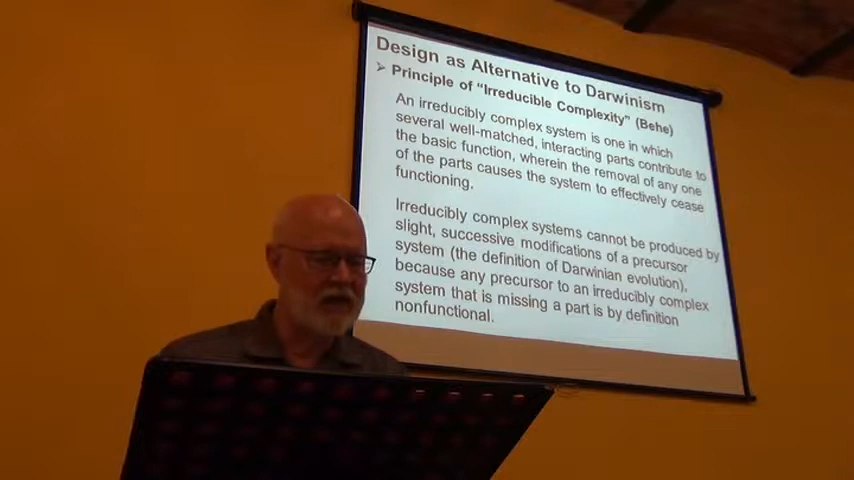 Design as Alternative to Darwinism
➢ Principle of "Irreducible Complexity" (Behe)
An irreducibly complex system is one in which
several well-matched, interacting parts contribute to
the basic function, wherein the removal of any one
of the parts causes the system to effectively cease
functioning.
Irreducibly complex systems cannot be produced by
slight, successive modifications of a precursor
system (the definition of Darwinian evolution),
because any precursor to an irreducibly complex
system that is missing a part is by definition
nonfunctional.